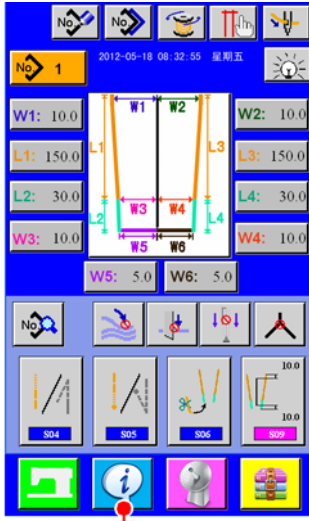 No No
No 1 2012-05-18 08:32:55 星期五
W1: 10.0 W1 W2 W2: 10.0
L1: 150.0 L1 L3 L3: 150.0
L2: 30.0 W3 W4 L4: 30.0
L2 L4
W3: 10.0 W5 W6 W4: 10.0
W5: 5.0 W6: 5.0
No
10.0
10.0
S04 S05 S06 S09
i